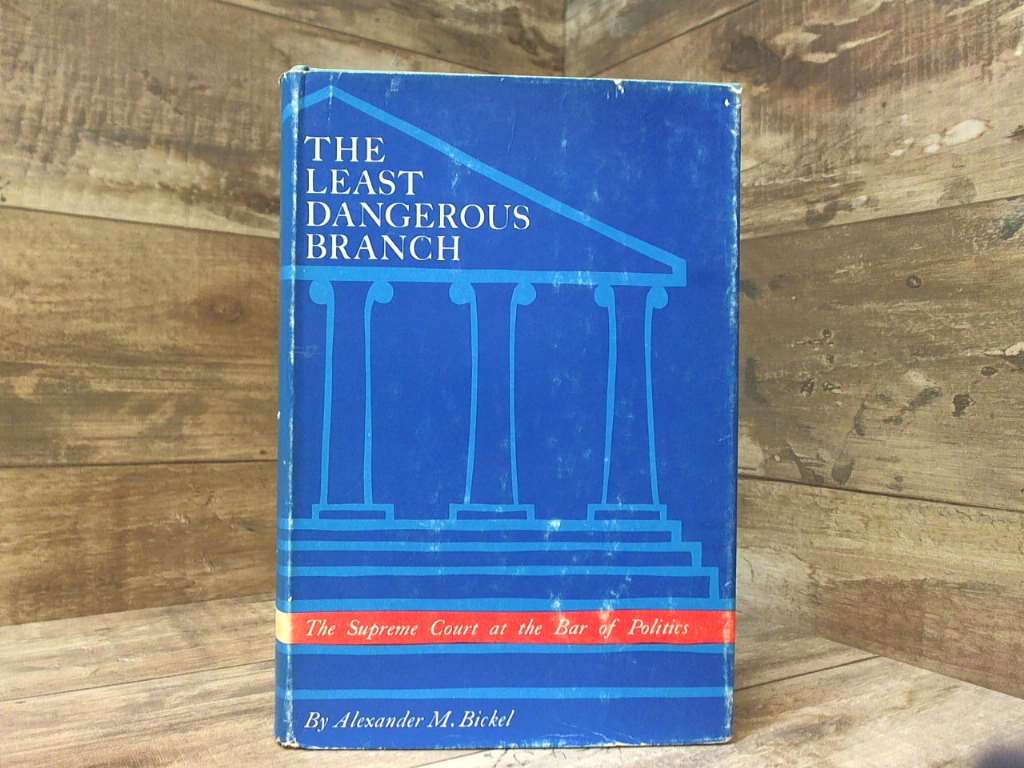 THE
LEAST
DANGEROUS
BRANCH
The Supreme Court at the Bar of Politics
By Alexander M. Bickel